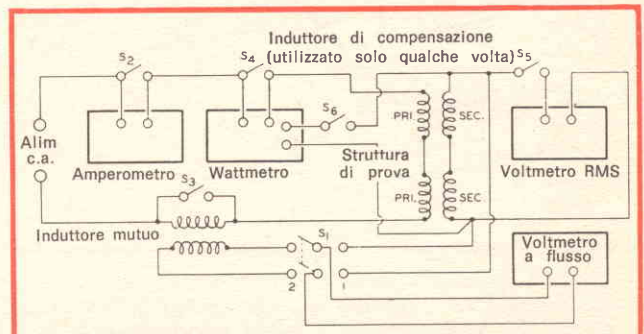 Induttore di compensazione
S2
S4 (utilizzato solo qualche volta) S5
S6
PRI.
SEC.
Alim
c.a.
Amperometro
Wattmetro
Struttura
di prova
Voltmetro RMS
S3
PRI.
SEC.
Induttore mutuo
S1
2
1
Voltmetro
a flusso